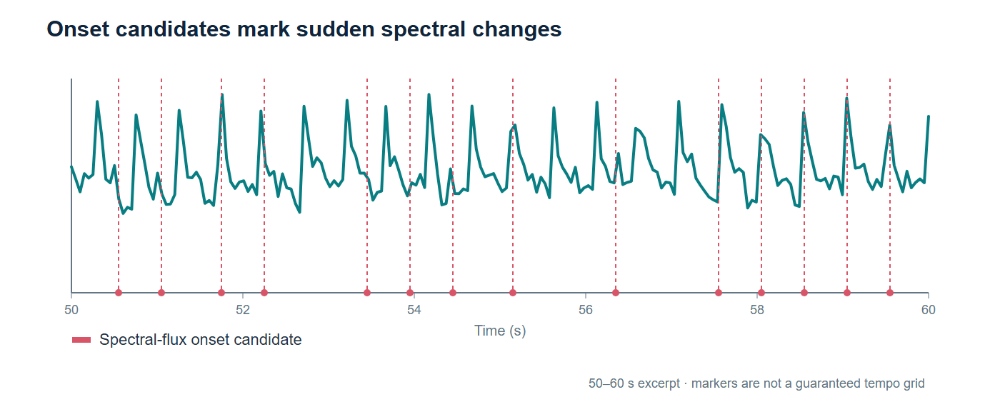 Onset candidates mark sudden spectral changes
50 52 54 56 58 60
Time (s)
Spectral-flux onset candidate
50–60 s excerpt · markers are not a guaranteed tempo grid